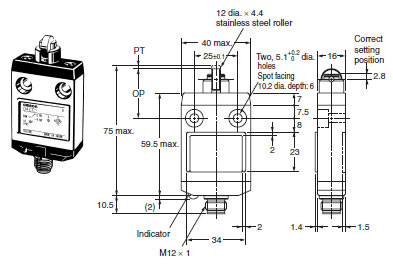 12 dia. × 4.4
stainless steel roller
Correct
setting
position
40 max.
PT
25±0.1
Two, 5.1 +0.2 0 dia.
holes
16
Spot facing
10.2 dia. depth: 6
2.8
OP
7
7.5
8
75 max.
59.5 max.
2
23
10.5
(2)
Indicator
2
1.4
1.5
34
M12 × 1